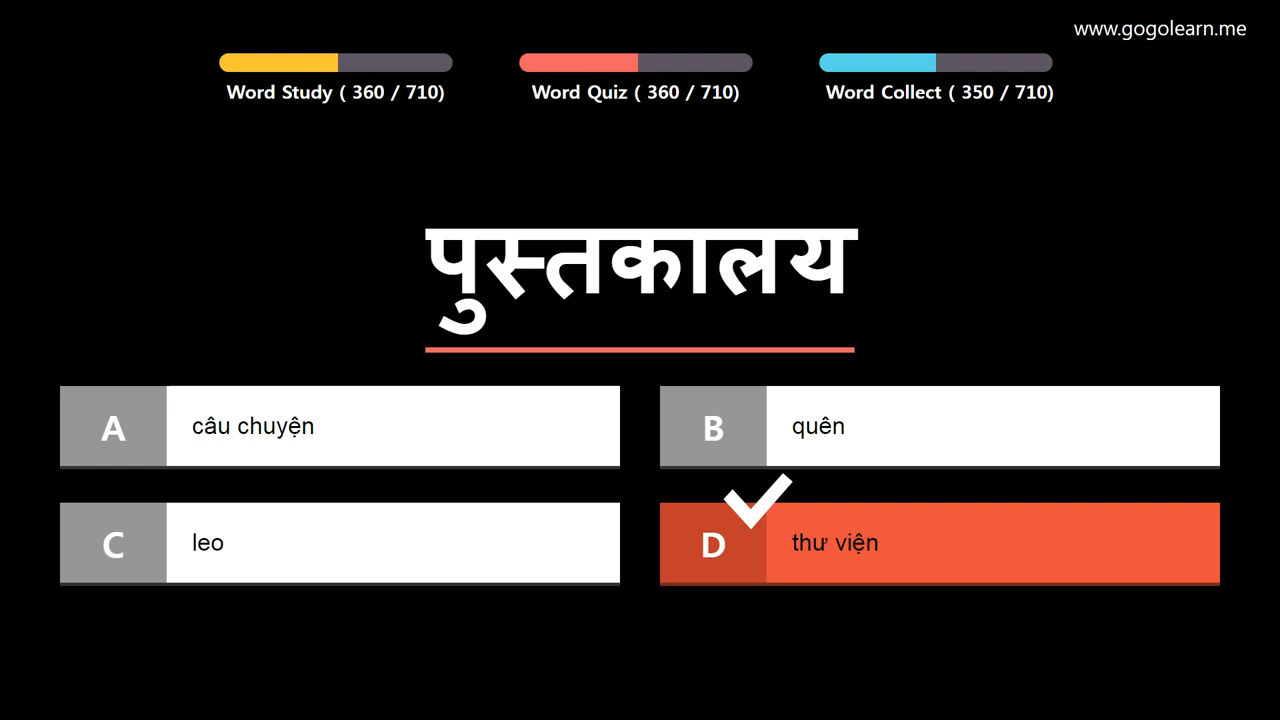 www.gogolearn.me
Word Study ( 360 / 710)
Word Quiz ( 360 / 710)
Word Collect ( 350 / 710)
पुस्तकालय
A câu chuyện
B quên
C leo
D thư viện